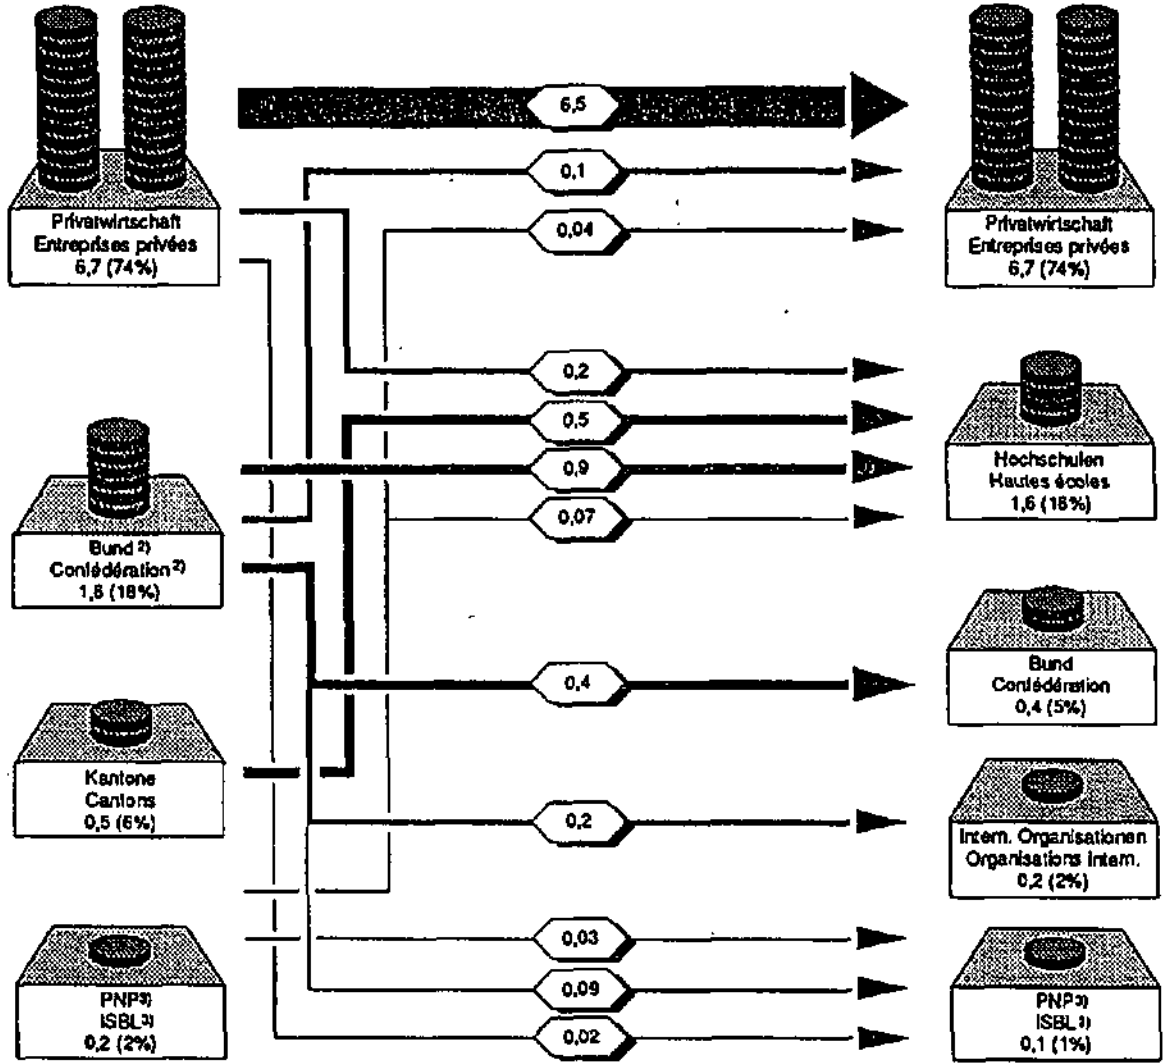 Privatwirtschaft
Entreprises privées
6,7 (74%)
Bund 2)
Confédération 2)
1,6 (18%)
Kantone
Cantons
0,5 (6%)
PNP 3)
ISBL 3)
0,2 (2%)
6,5
0,1
0,04
0,2
0,5
0,9
0,07
0,4
0,2
0,03
0,09
0,02
Privatwirtschaft
Entreprises privées
6,7 (74%)
Hochschulen
Hautes écoles
1,6 (18%)
Bund
Confédération
0,4 (5%)
Intern. Organisationen
Organisations intern.
0,2 (2%)
PNP 3)
ISBL 3)
0,1 (1%)